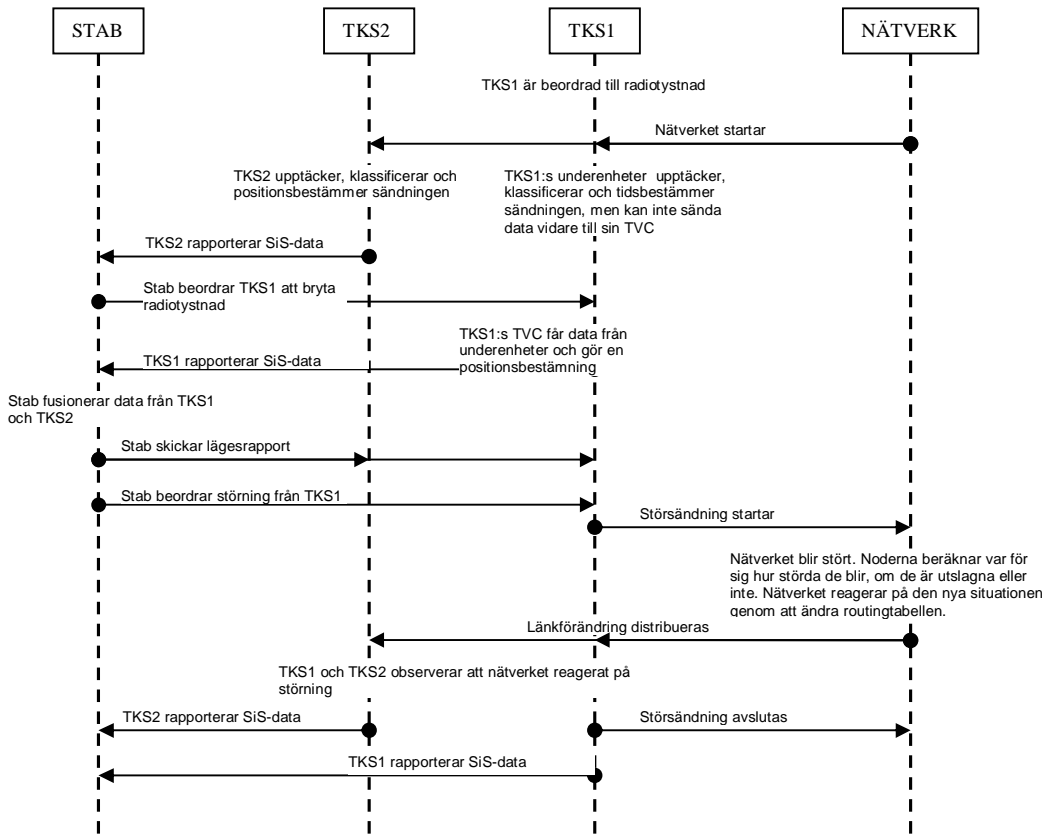 STAB
TKS2
TKS1
NÄTVERK
TKS1 är beordrad till radiotystnad
Nätverket startar
TKS2 upptäcker, klassificerar och
positionsbestämmer sändningen
TKS1:s underenheter upptäcker,
klassificerar och tidsbestämmer
sändningen, men kan inte sända
data vidare till sin TVC
TKS2 rapporterar SiS-data
Stab beordrar TKS1 att bryta
radiotystnad
TKS1:s TVC får data från
underenheter och gör en
positionsbestämning
TKS1 rapporterar SiS-data
Stab fusionerar data från TKS1
och TKS2
Stab skickar lägesrapport
Stab beordrar störning från TKS1
Störsändning startar
Nätverket blir stört. Noderna beräknar var för
sig hur störda de blir, om de är utslagna eller
inte. Nätverket reagerar på den nya situationen
genom att ändra routingtabellen.
Länkförändring distribueras
TKS1 och TKS2 observerar att nätverket reagerat på
störning
TKS2 rapporterar SiS-data
Störsändning avslutas
TKS1 rapporterar SiS-data